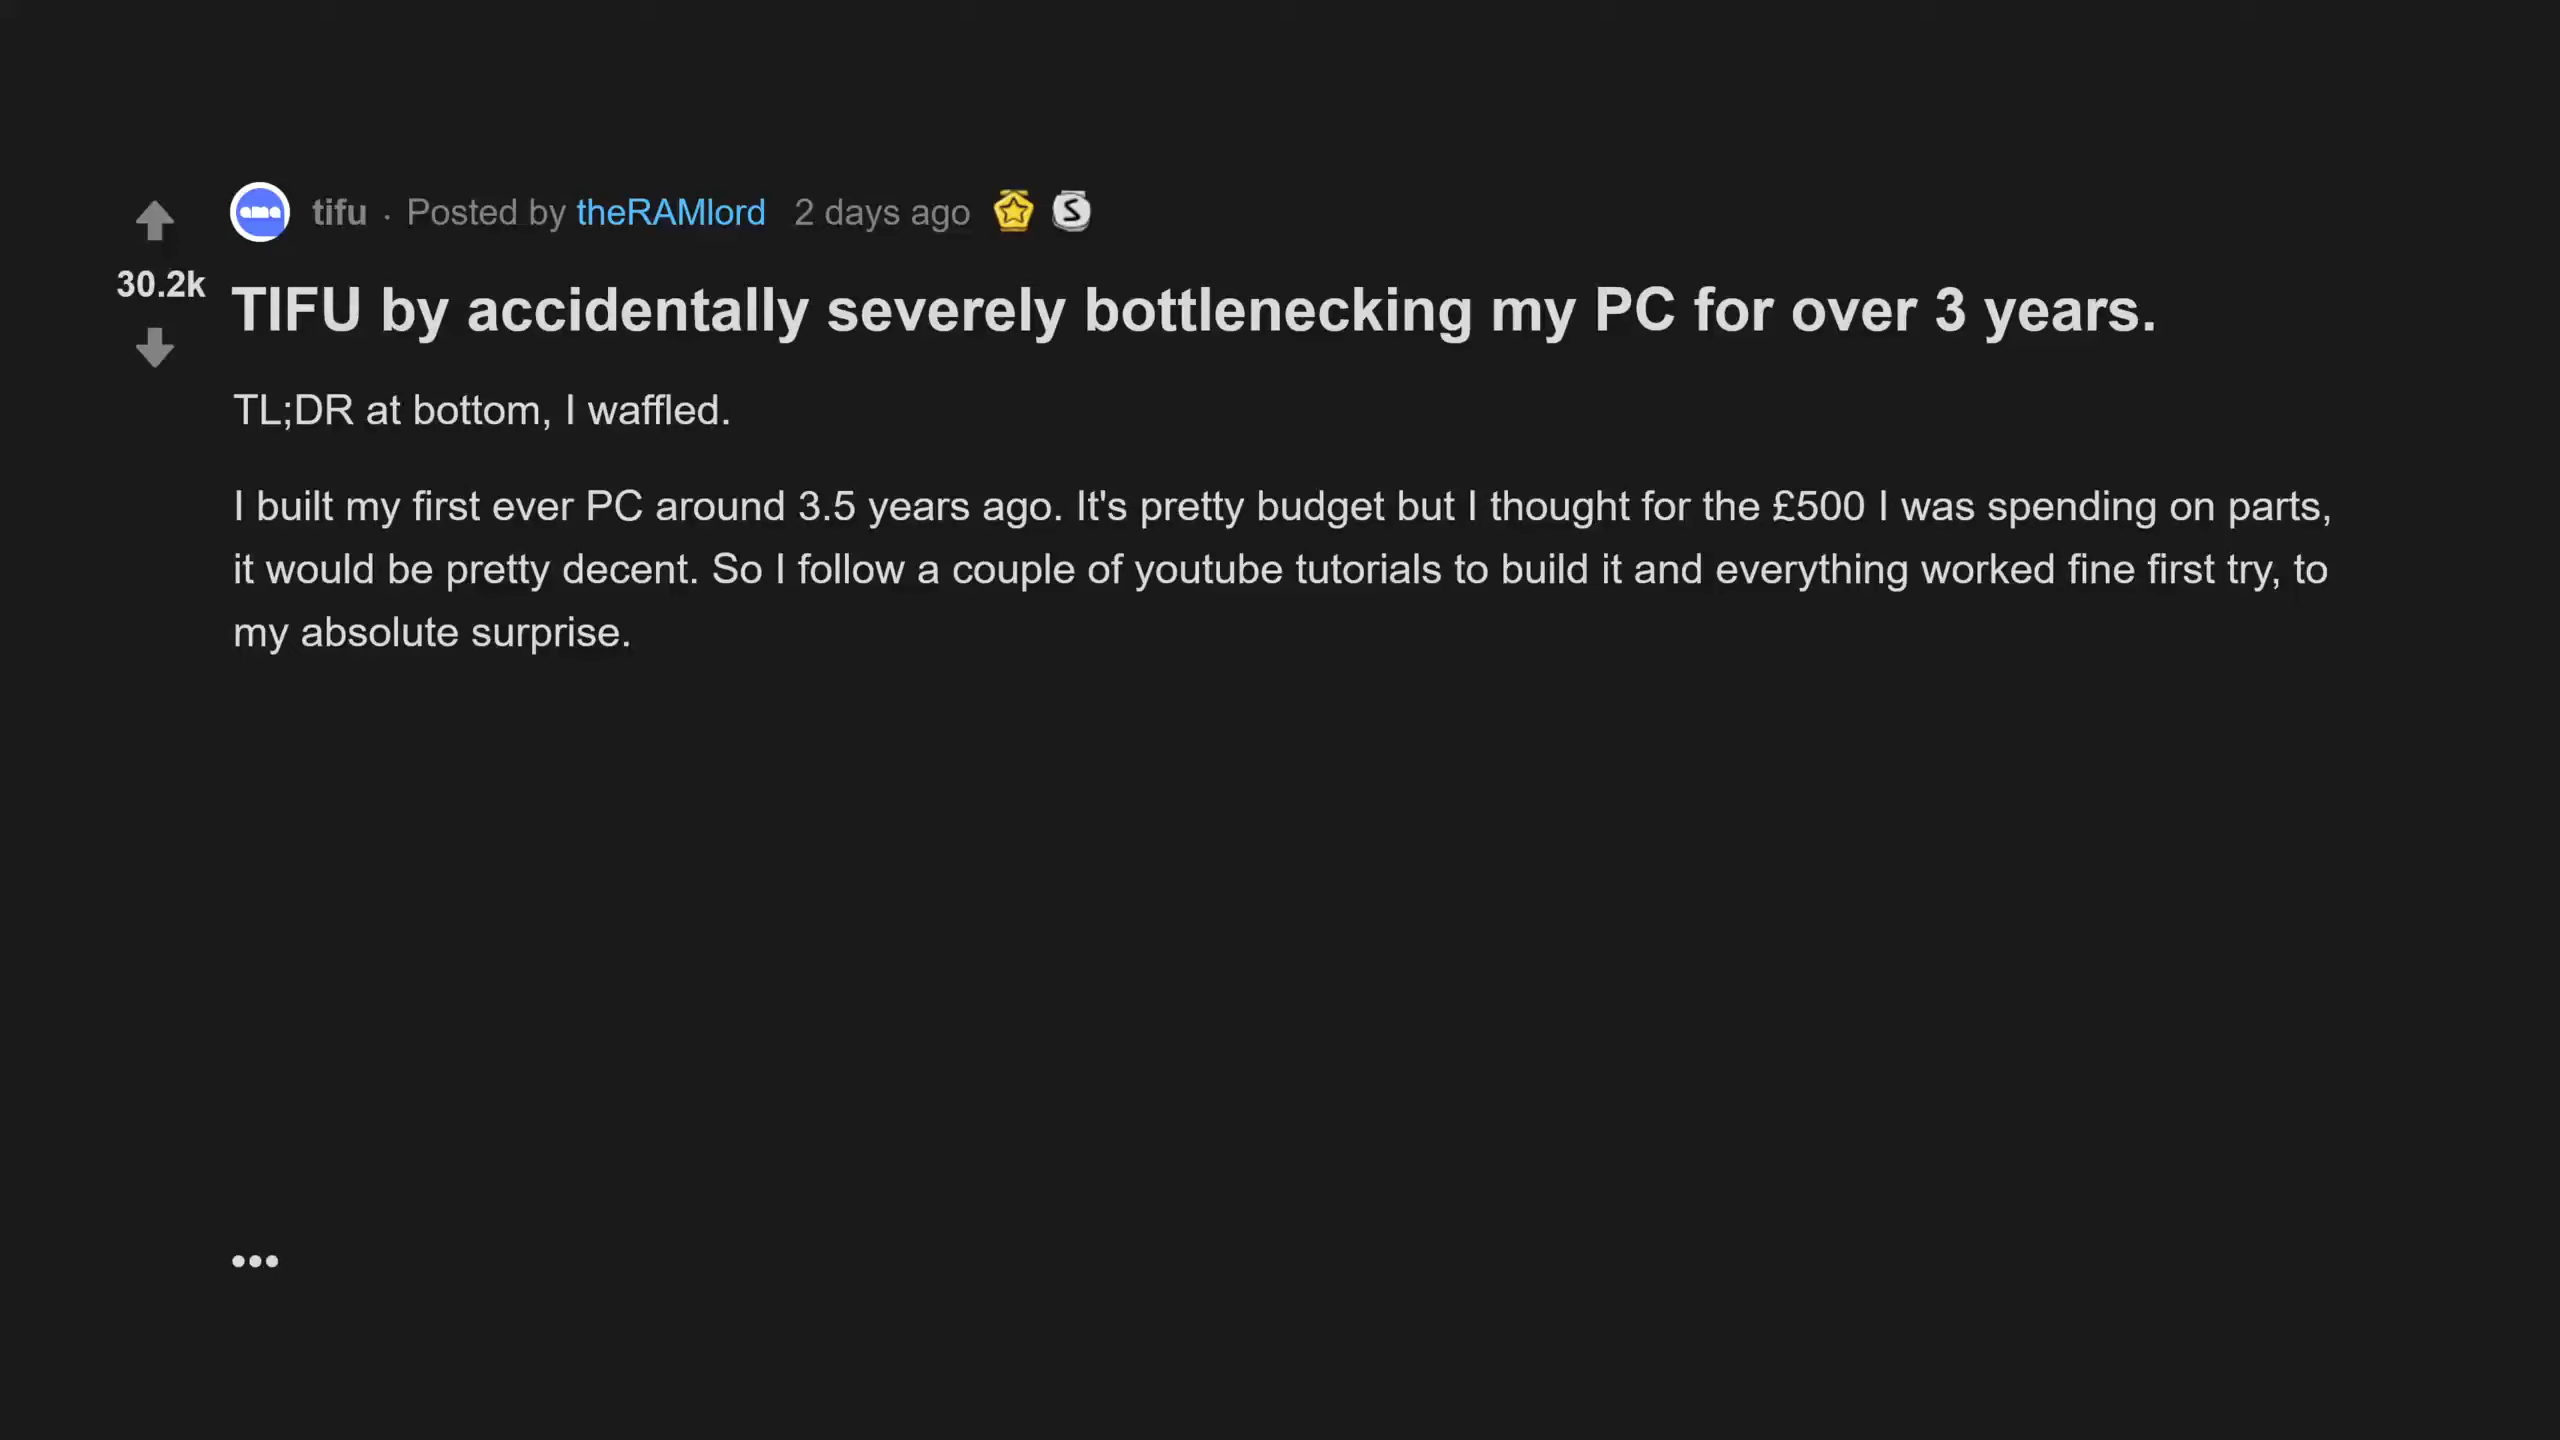 tifu · Posted by theRAMlord 2 days ago
30.2k
TIFU by accidentally severely bottlenecking my PC for over 3 years.
TL;DR at bottom, I waffled.
I built my first ever PC around 3.5 years ago. It's pretty budget but I thought for the £500 I was spending on parts,
it would be pretty decent. So I follow a couple of youtube tutorials to build it and everything worked fine first try, to
my absolute surprise.
•••